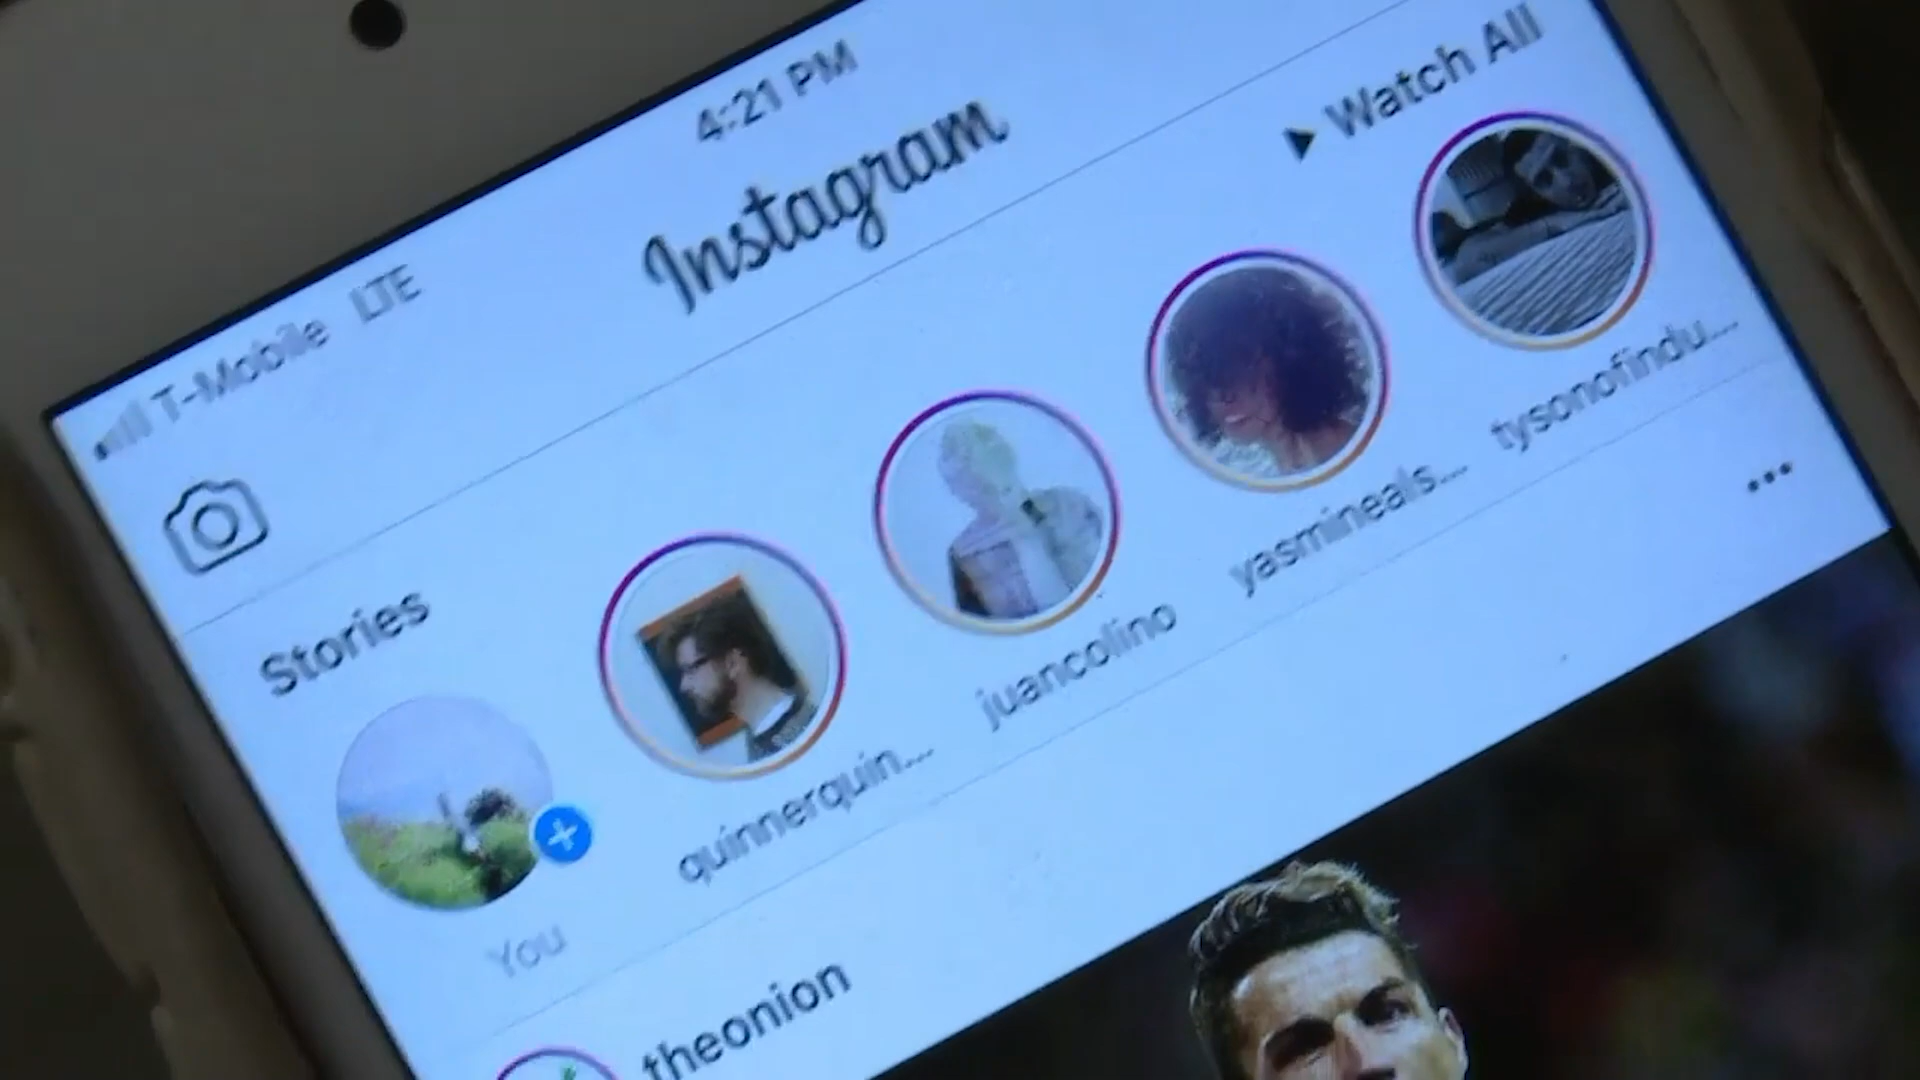 T-Mobile LTE 4:21 PM
Instagram
Stories
▶ Watch All
You
quinnerquin...
juancolino
yasmineals...
tysonofindu...
theonion